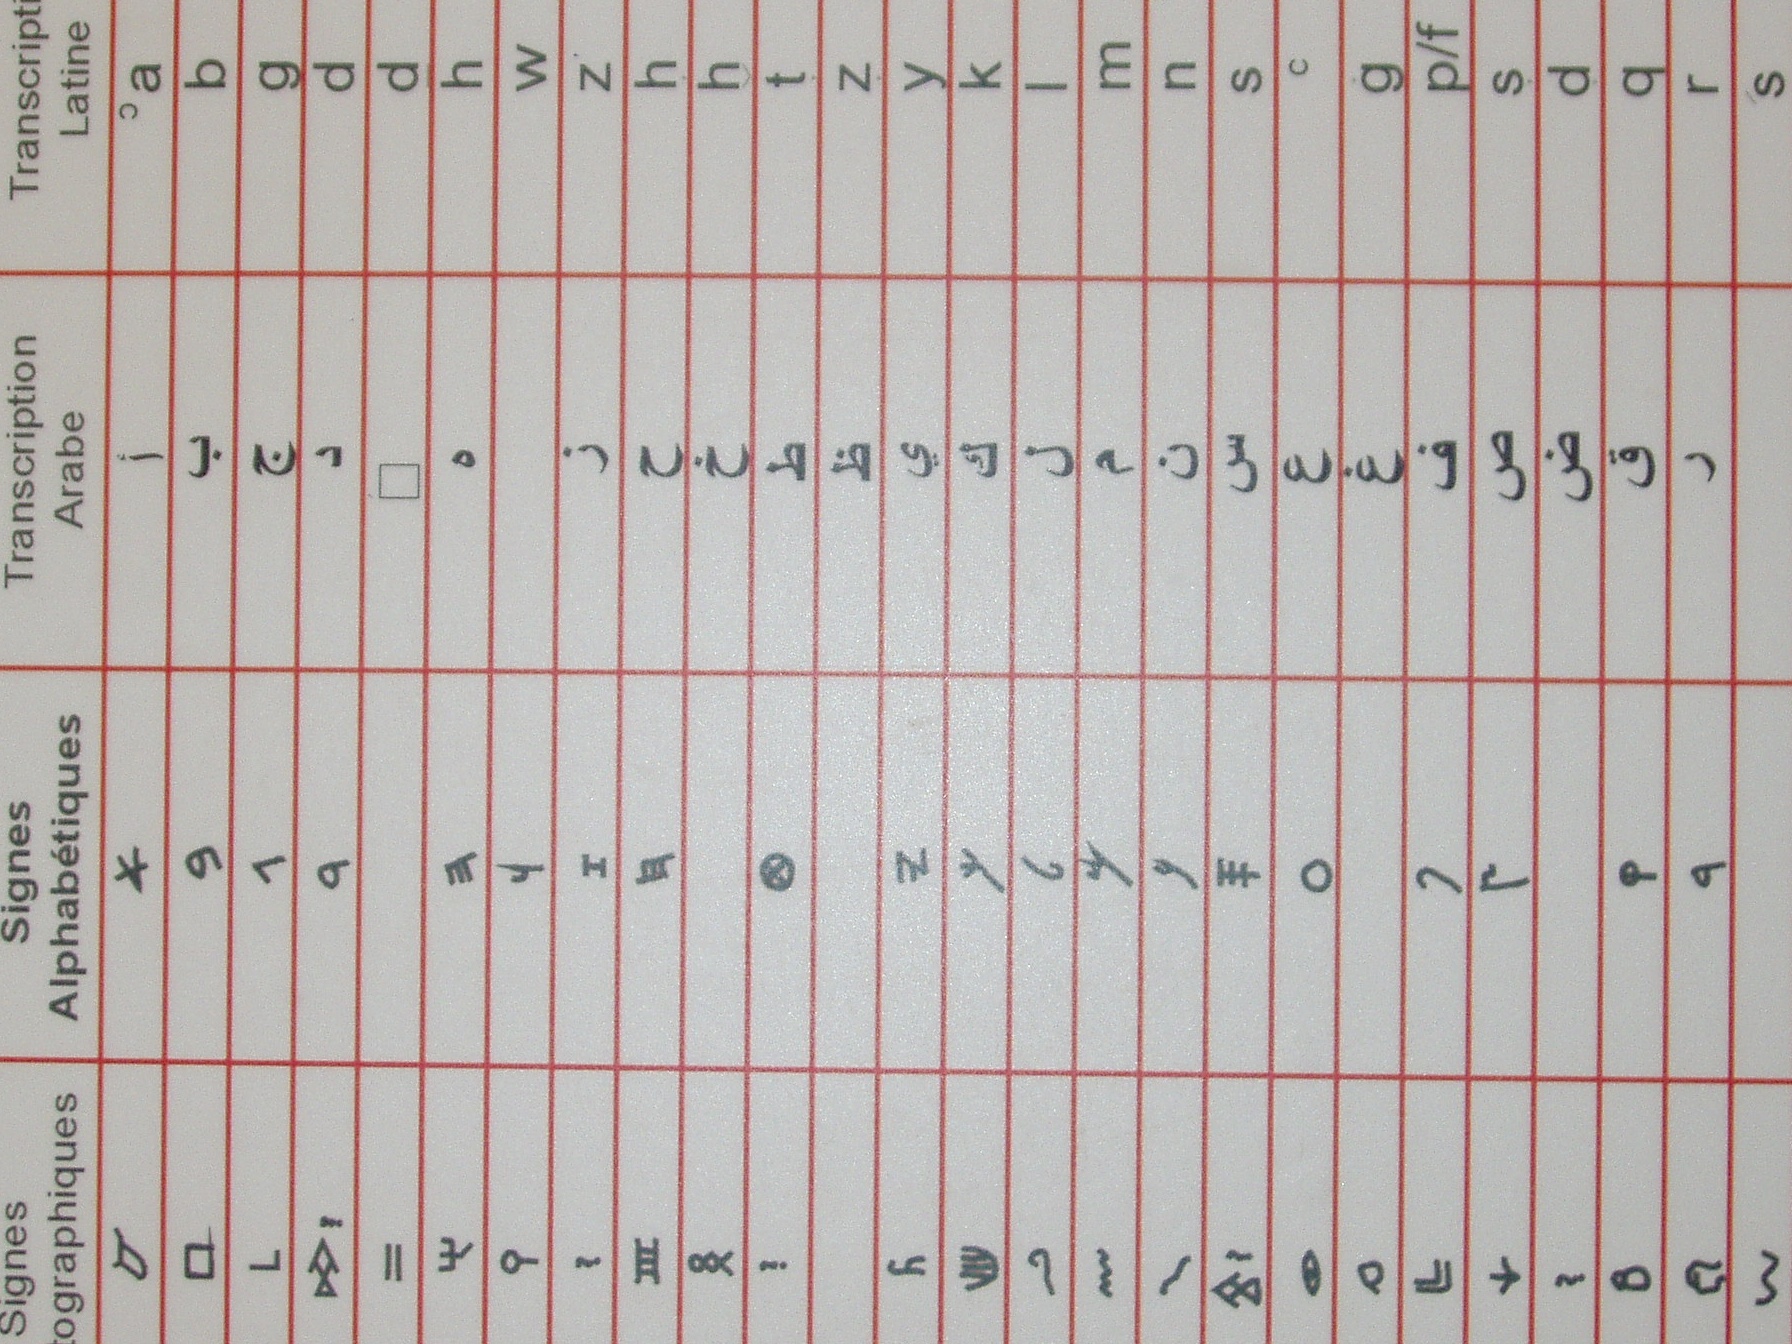 Signes tographiques
Signes Alphabétiques
Transcription Arabe
Transcripti Latine
𐤀 ا ɔa
𐤁 ب b
𐤂 ج g
𐤃 د d
d
𐤄 ه h
𐤅 w
𐤆 ز z
𐤇 ح h
خ h
𐤈 ط t
ظ z
𐤉 ي y
𐤊 ك k
𐤋 ل l
𐤌 م m
𐤍 ن n
𐤎 س s
𐤏 ع c
غ g
𐤐 ف p/f
𐤑 ص s
ض d
𐤒 ق q
𐤓 ر r
s